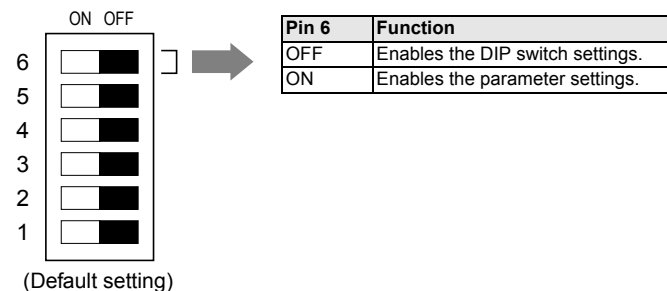 ON OFF
6
5
4
3
2
1
(Default setting)
Pin 6 Function
OFF Enables the DIP switch settings.
ON Enables the parameter settings.